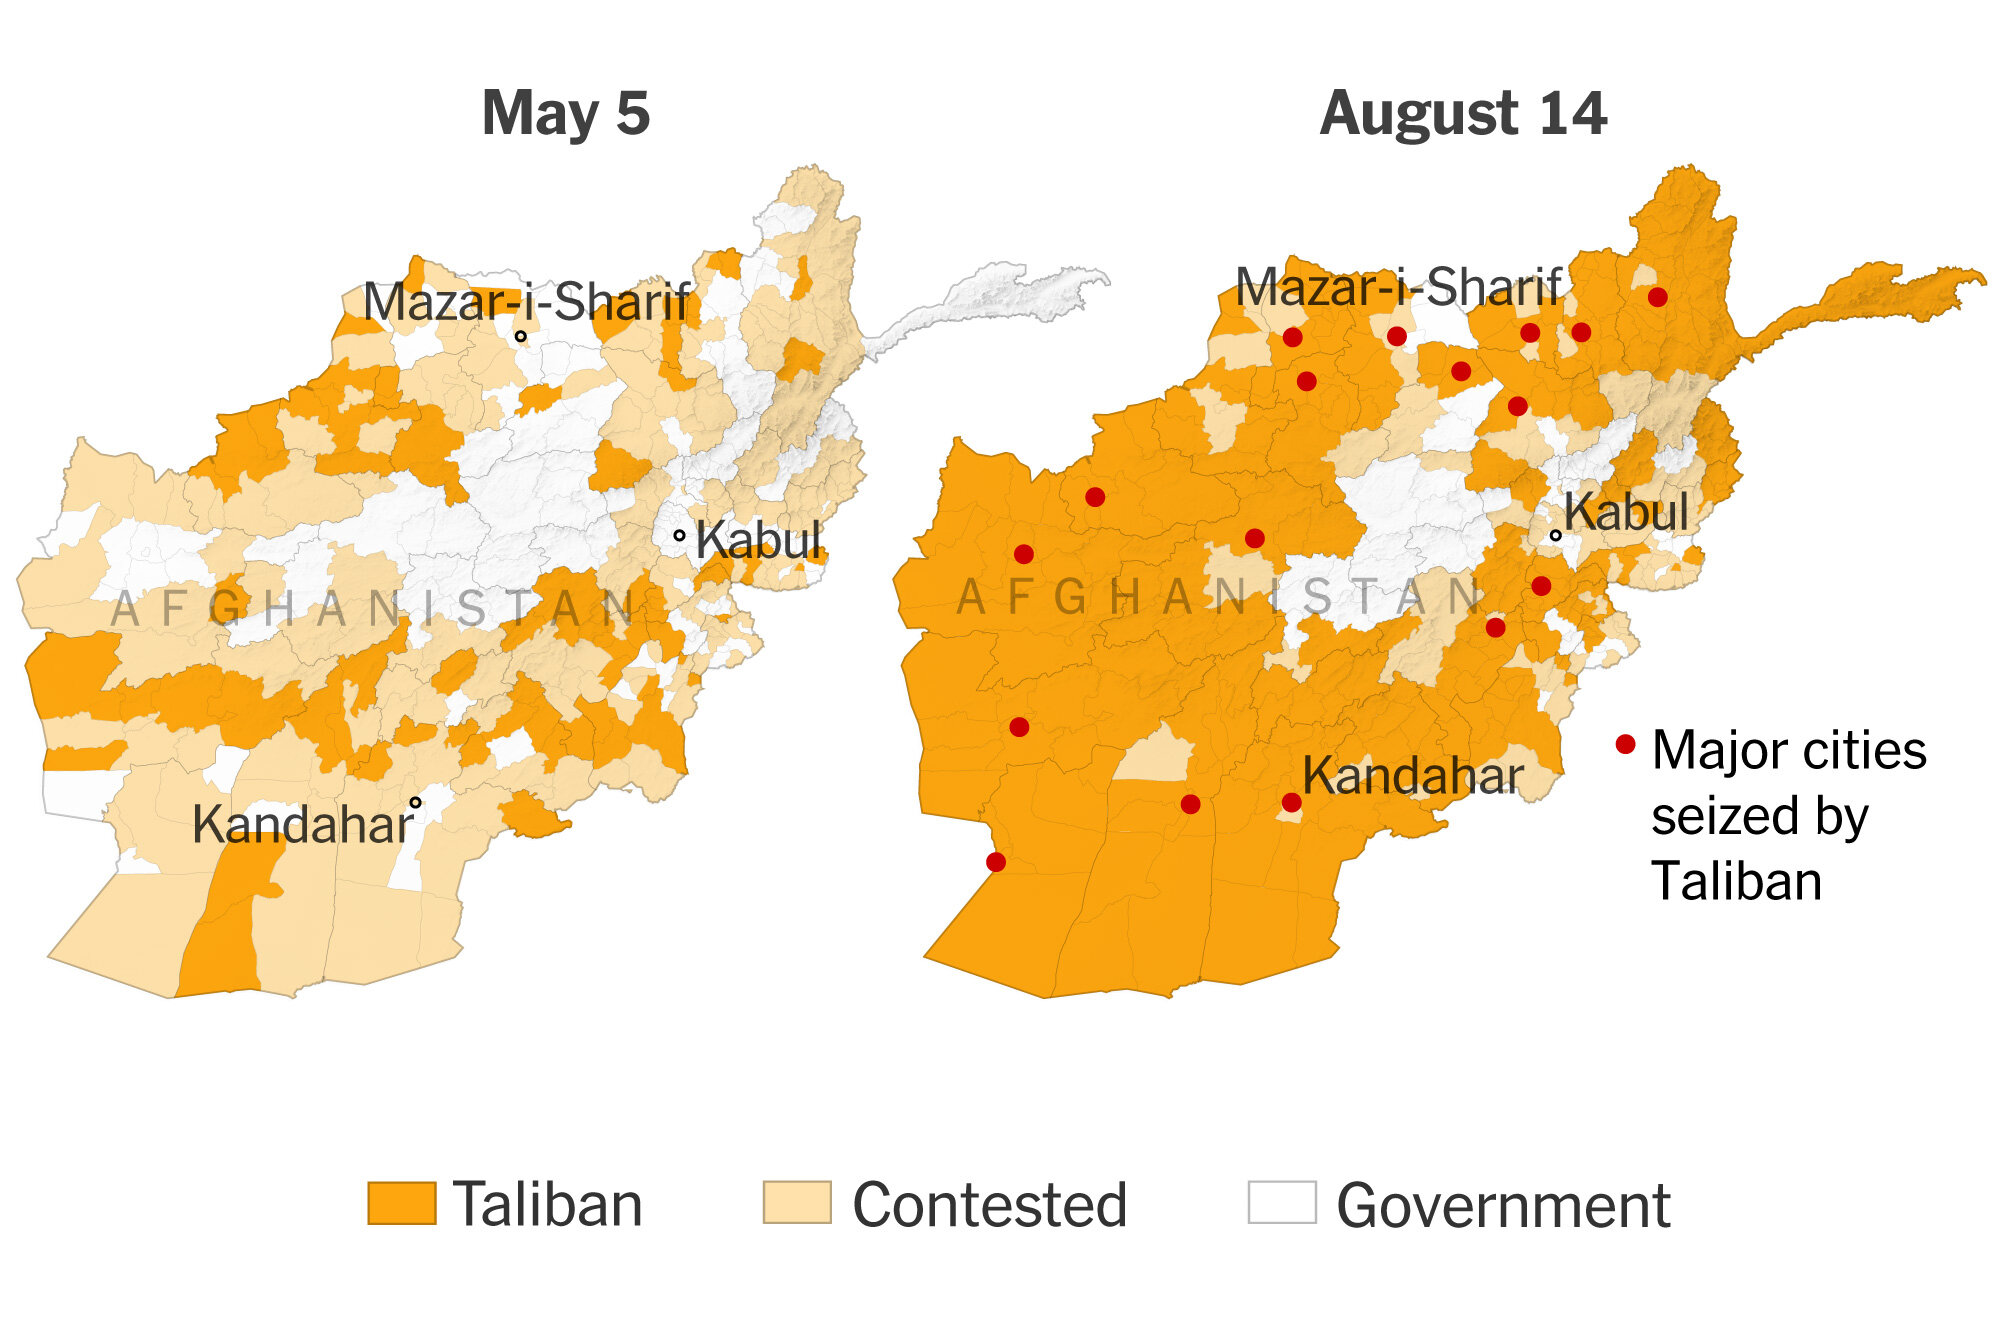 May 5
August 14
Mazar-i-Sharif
Kabul
AFGHANISTAN
Kandahar
Mazar-i-Sharif
Kabul
AFGHANISTAN
Kandahar
Major cities
seized by
Taliban
Taliban
Contested
Government